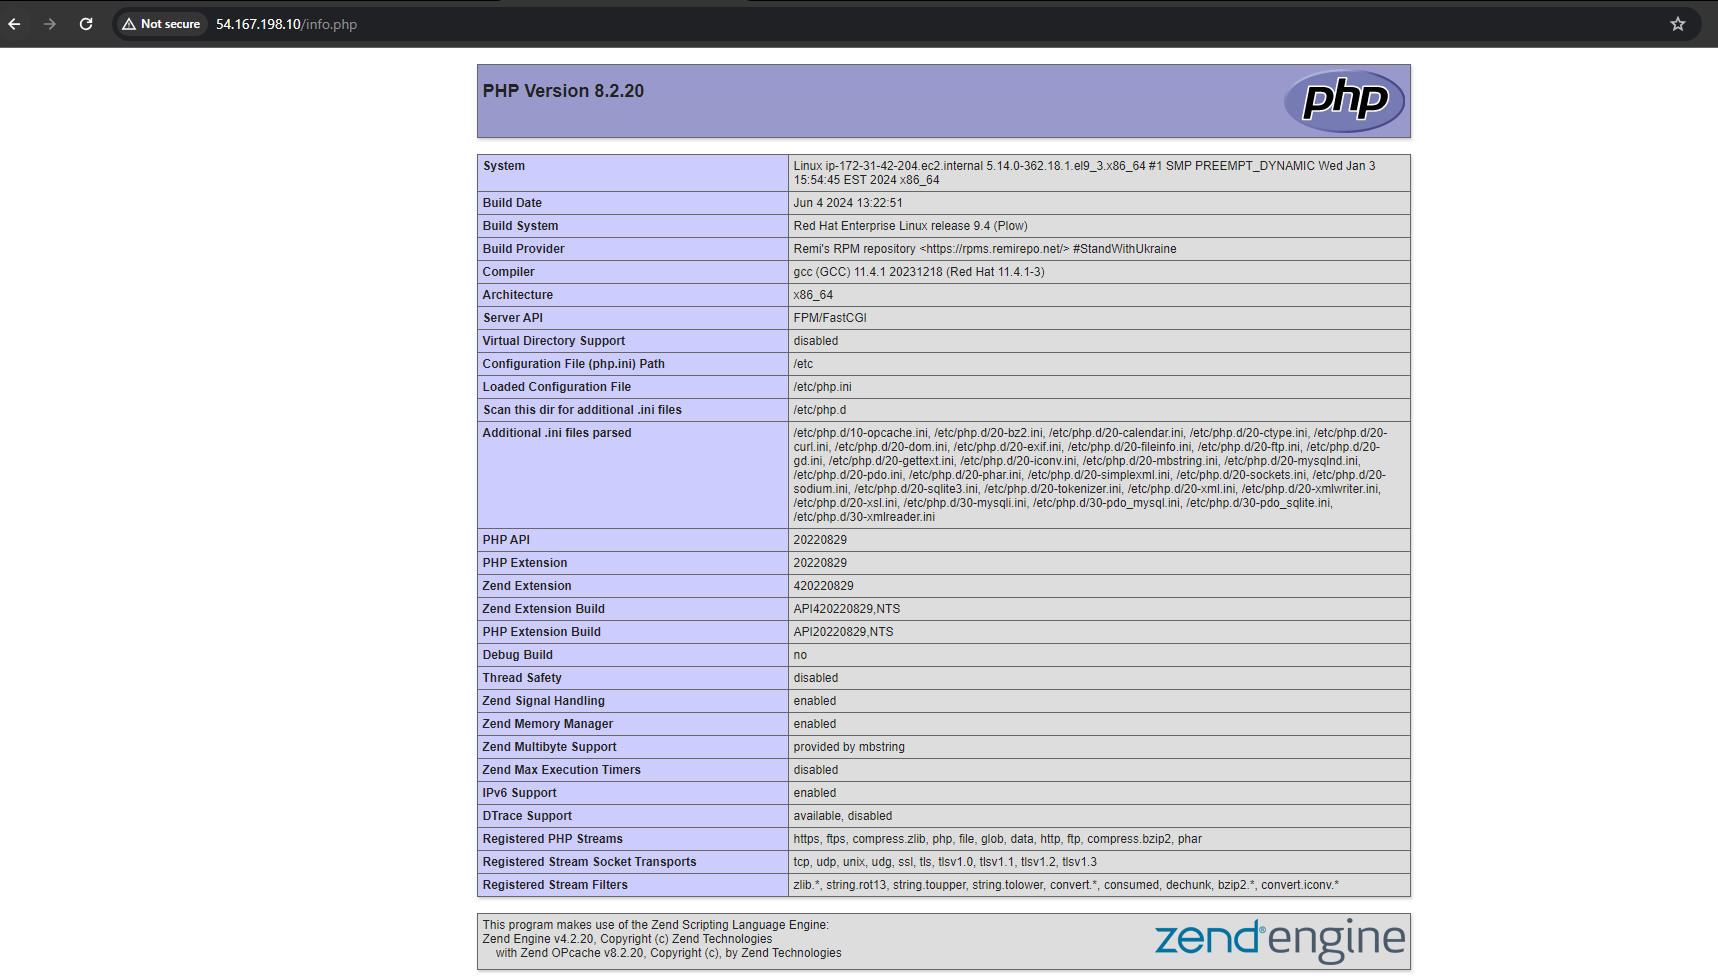 Not secure 54.167.198.10/info.php
PHP Version 8.2.20
php
System Linux ip-172-31-42-204.ec2.internal 5.14.0-362.18.1.el9_3.x86_64 #1 SMP PREEMPT_DYNAMIC Wed Jan 3
15:54:45 EST 2024 x86_64
Build Date Jun 4 2024 13:22:51
Build System Red Hat Enterprise Linux release 9.4 (Plow)
Build Provider Remi's RPM repository <https://rpms.remirepo.net/> #StandWithUkraine
Compiler gcc (GCC) 11.4.1 20231218 (Red Hat 11.4.1-3)
Architecture x86_64
Server API FPM/FastCGI
Virtual Directory Support disabled
Configuration File (php.ini) Path /etc
Loaded Configuration File /etc/php.ini
Scan this dir for additional .ini files /etc/php.d
Additional .ini files parsed /etc/php.d/10-opcache.ini, /etc/php.d/20-bz2.ini, /etc/php.d/20-calendar.ini, /etc/php.d/20-ctype.ini, /etc/php.d/20-
curl.ini, /etc/php.d/20-dom.ini, /etc/php.d/20-exif.ini, /etc/php.d/20-fileinfo.ini, /etc/php.d/20-ftp.ini, /etc/php.d/20-
gd.ini, /etc/php.d/20-gettext.ini, /etc/php.d/20-iconv.ini, /etc/php.d/20-mbstring.ini, /etc/php.d/20-mysqlnd.ini,
/etc/php.d/20-pdo.ini, /etc/php.d/20-phar.ini, /etc/php.d/20-simplexml.ini, /etc/php.d/20-sockets.ini, /etc/php.d/20-
sodium.ini, /etc/php.d/20-sqlite3.ini, /etc/php.d/20-tokenizer.ini, /etc/php.d/20-xml.ini, /etc/php.d/20-xmlwriter.ini,
/etc/php.d/20-xsl.ini, /etc/php.d/30-mysqli.ini, /etc/php.d/30-pdo_mysql.ini, /etc/php.d/30-pdo_sqlite.ini,
/etc/php.d/30-xmlreader.ini
PHP API 20220829
PHP Extension 20220829
Zend Extension 420220829
Zend Extension Build API420220829,NTS
PHP Extension Build API20220829,NTS
Debug Build no
Thread Safety disabled
Zend Signal Handling enabled
Zend Memory Manager enabled
Zend Multibyte Support provided by mbstring
Zend Max Execution Timers disabled
IPv6 Support enabled
DTrace Support available, disabled
Registered PHP Streams https, ftps, compress.zlib, php, file, glob, data, http, ftp, compress.bzip2, phar
Registered Stream Socket Transports tcp, udp, unix, udg, ssl, tls, tlsv1.0, tlsv1.1, tlsv1.2, tlsv1.3
Registered Stream Filters zlib.*, string.rot13, string.toupper, string.tolower, convert.*, consumed, dechunk, bzip2.*, convert.iconv.*
This program makes use of the Zend Scripting Language Engine:
Zend Engine v4.2.20, Copyright (c) Zend Technologies
with Zend OPcache v8.2.20, Copyright (c), by Zend Technologies
zend® engine